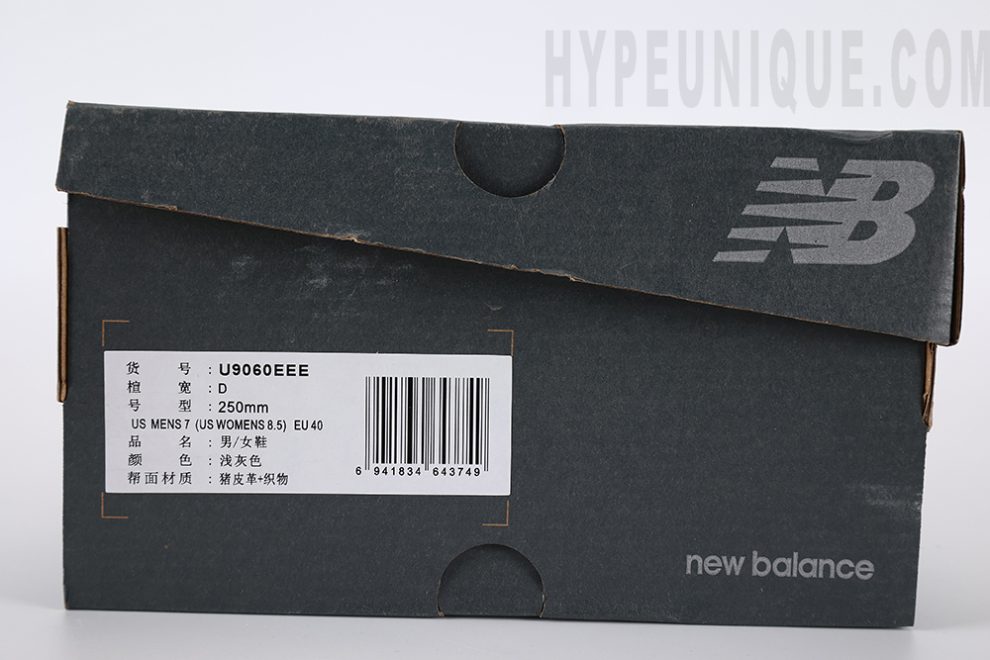 HYPEUNIQUE.COM
NB
货 号 : U9060EEE
楦 宽 : D
号 型 : 250mm
US MENS 7 (US WOMENS 8.5) EU 40
品 名 : 男/女鞋
颜 色 : 浅灰色
帮面材质 : 猪皮革+织物
6 941834 643749
new balance